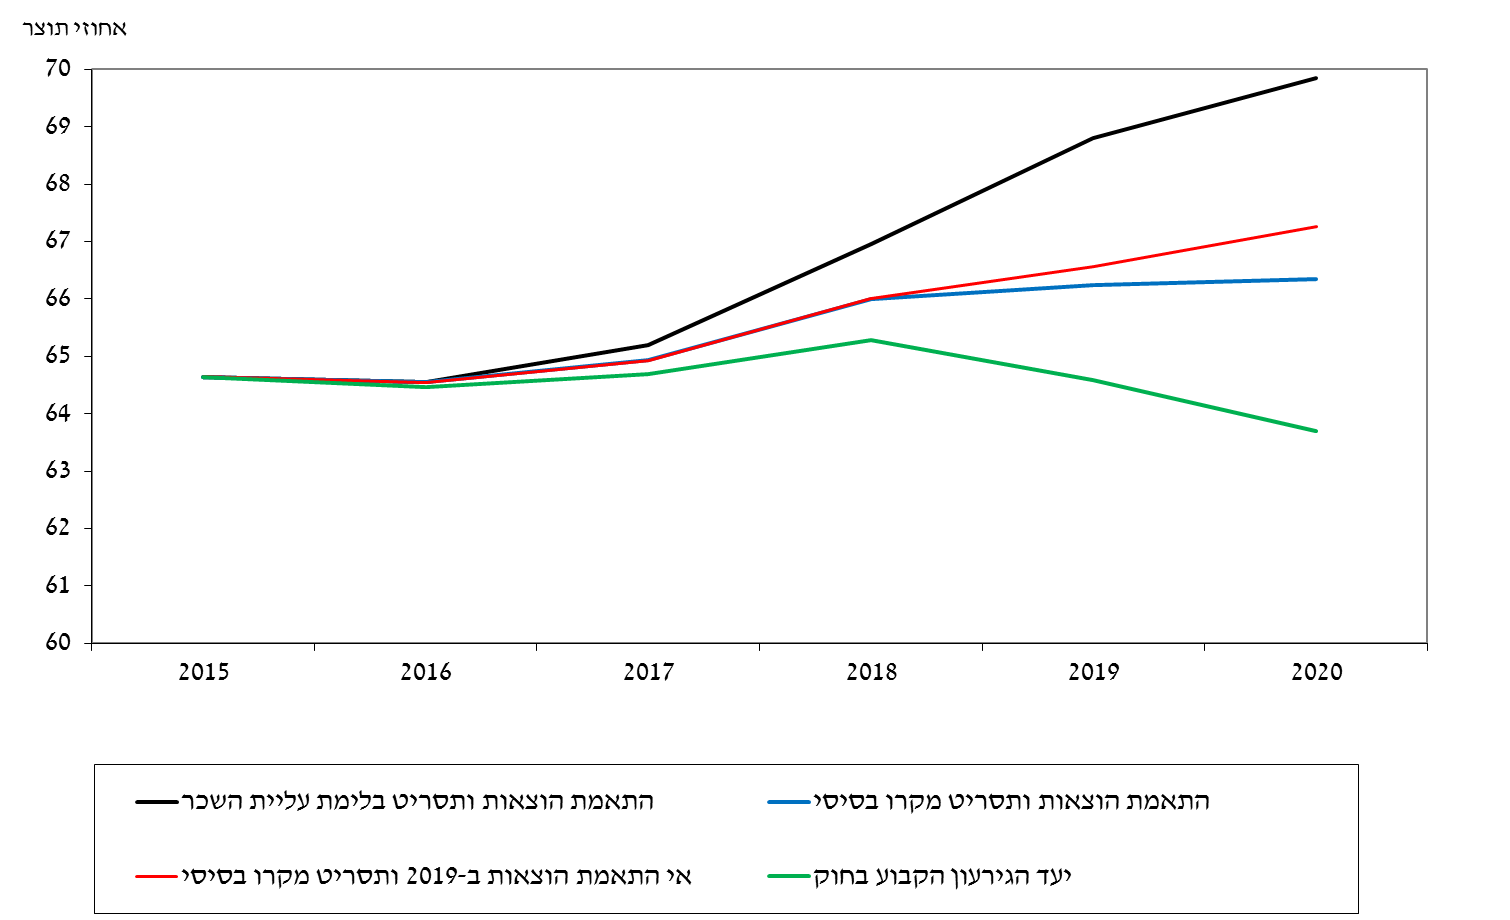 אחוזי תוצר
70
69
68
67
66
65
64
63
62
61
60
2015 2016 2017 2018 2019 2020
התאמת הוצאות ותסריט בלימת עליית השכר
התאמת הוצאות ותסריט מקרו בסיסי
אי התאמת הוצאות ב-2019 ותסריט מקרו בסיסי
יעד הגירעון הקבוע בחוק